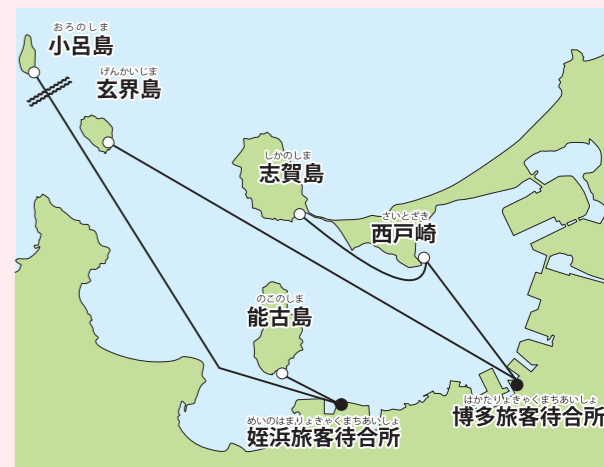 おろのしま
小呂島
げんかいじま
玄界島
しかのしま
志賀島
さいとざき
西戸崎
のこのしま
能古島
めいのはまりょきゃくまちあいしょ
姪浜旅客待合所
はかたりょきゃくまちあいしょ
博多旅客待合所